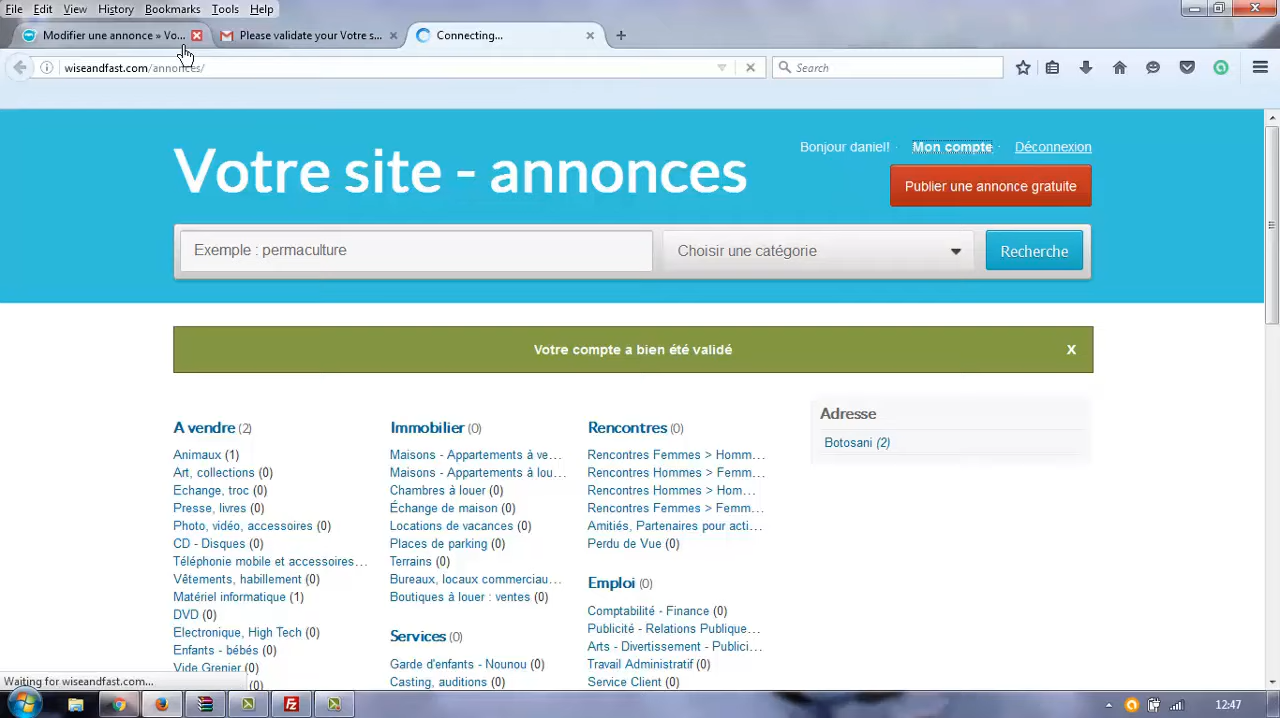 File Edit View History Bookmarks Tools Help
Modifier une annonce » Vo... Please validate your Votre s... Connecting...
wiseandfast.com/annonces/ Search
Bonjour daniel! · Mon compte · Déconnexion
Votre site - annonces
Publier une annonce gratuite
Exemple : permaculture Choisir une catégorie Recherche
Votre compte a bien été validé X
A vendre (2)
Animaux (1)
Art, collections (0)
Echange, troc (0)
Presse, livres (0)
Photo, vidéo, accessoires (0)
CD - Disques (0)
Téléphonie mobile et accessoires...
Vêtements, habillement (0)
Matériel informatique (1)
DVD (0)
Electronique, High Tech (0)
Enfants - bébés (0)
Vide Grenier (0)
(0)
Immobilier (0)
Maisons - Appartements à ve...
Maisons - Appartements à lou...
Chambres à louer (0)
Échange de maison (0)
Locations de vacances (0)
Places de parking (0)
Terrains (0)
Bureaux, locaux commerciau...
Boutiques à louer : ventes (0)
Services (0)
Garde d'enfants - Nounou (0)
Casting, auditions (0)
Rencontres (0)
Rencontres Femmes > Homm...
Rencontres Hommes > Femm...
Rencontres Hommes > Hom...
Rencontres Femmes > Femm...
Amitiés, Partenaires pour acti...
Perdu de Vue (0)
Emploi (0)
Comptabilité - Finance (0)
Publicité - Relations Publique...
Arts - Divertissement - Publici...
Travail Administratif (0)
Service Client (0)
Adresse
Botosani (2)
Waiting for wiseandfast.com...
12:47